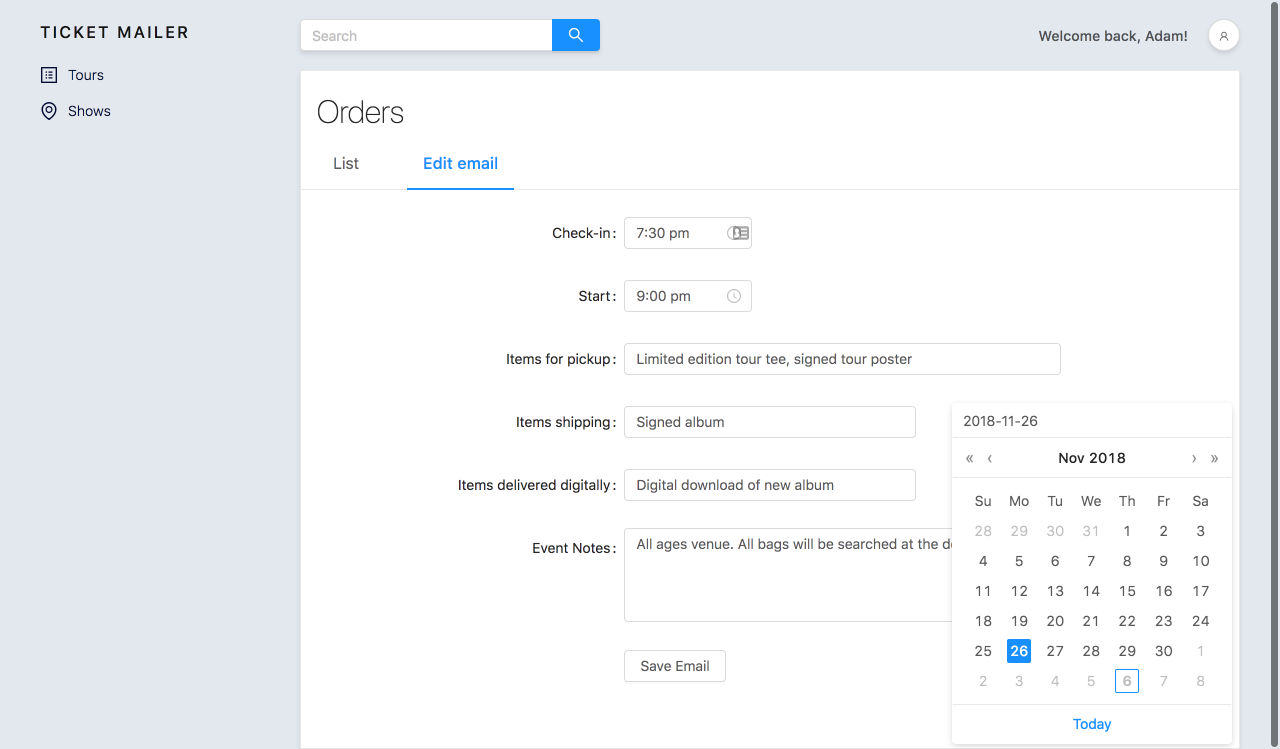 TICKET MAILER
Tours
Shows
Search
Welcome back, Adam!
Orders
List
Edit email
Check-in: 7:30 pm
Start: 9:00 pm
Items for pickup: Limited edition tour tee, signed tour poster
Items shipping: Signed album
Items delivered digitally: Digital download of new album
Event Notes: All ages venue. All bags will be searched at the
Save Email
2018-11-26
« ‹ Nov 2018 › »
Su Mo Tu We Th Fr Sa
28 29 30 31 1 2 3
4 5 6 7 8 9 10
11 12 13 14 15 16 17
18 19 20 21 22 23 24
25 26 27 28 29 30 1
2 3 4 5 6 7 8
Today